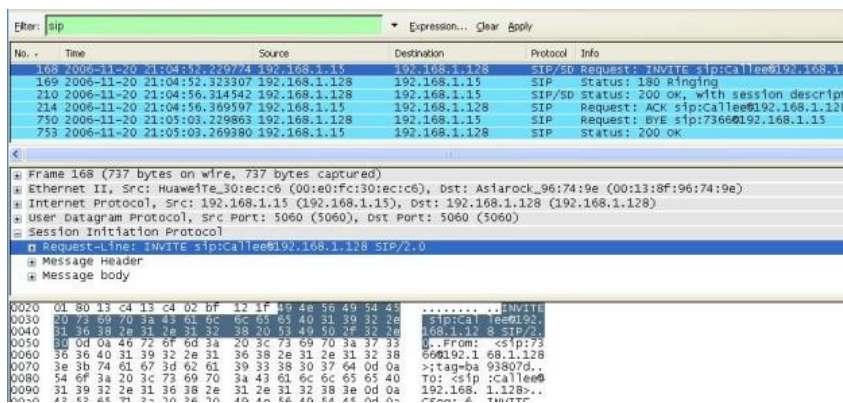 Filter: sip Expression... Clear Apply
No. - Time Source Destination Protocol Info
168 2006-11-20 21:04:52.229774 192.168.1.15 192.168.1.128 SIP/SD Request: INVITE sip:Callee@192.168.1
169 2006-11-20 21:04:52.323307 192.168.1.128 192.168.1.15 SIP Status: 180 Ringing
210 2006-11-20 21:04:56.314542 192.168.1.128 192.168.1.15 SIP/SD Status: 200 OK, with session descript
214 2006-11-20 21:04:56.369597 192.168.1.15 192.168.1.128 SIP Request: ACK sip:Callee@192.168.1.128
750 2006-11-20 21:05:03.229863 192.168.1.128 192.168.1.15 SIP Request: BYE sip:7366@192.168.1.15
753 2006-11-20 21:05:03.269380 192.168.1.15 192.168.1.128 SIP Status: 200 OK
Frame 168 (737 bytes on wire, 737 bytes captured)
Ethernet II, Src: HuaweiTe_30:ec:c6 (00:e0:fc:30:ec:c6), Dst: Asiarock_96:74:9e (00:13:8f:96:74:9e)
Internet Protocol, Src: 192.168.1.15 (192.168.1.15), Dst: 192.168.1.128 (192.168.1.128)
User Datagram Protocol, Src Port: 5060 (5060), Dst Port: 5060 (5060)
Session Initiation Protocol
Request-Line: INVITE sip:Callee@192.168.1.128 SIP/2.0
Message Header
Message body
0020 01 80 13 c4 13 c4 02 bf 12 1f 49 4e 56 49 54 45 ........ ..INVITE
0030 20 73 69 70 3a 43 61 6c 6c 65 65 40 31 39 32 2e sip:Cal lee@192.
0040 31 36 38 2e 31 2e 31 32 38 20 53 49 50 2f 32 2e 168.1.12 8 SIP/2.
0050 30 0d 0a 46 72 6f 6d 3a 20 3c 73 69 70 3a 37 33 0..From: <sip:73
0060 36 36 40 31 39 32 2e 31 36 38 2e 31 2e 31 32 38 66@192.1 68.1.128
0070 3e 3b 74 61 67 3d 62 61 39 33 38 30 37 64 0d 0a >;tag=ba 93807d..
0080 54 6f 3a 20 3c 73 69 70 3a 43 61 6c 6c 65 65 40 To: <sip :Callee@
0090 31 39 32 2e 31 36 38 2e 31 2e 31 32 38 3e 0d 0a 192.168. 1.128>..